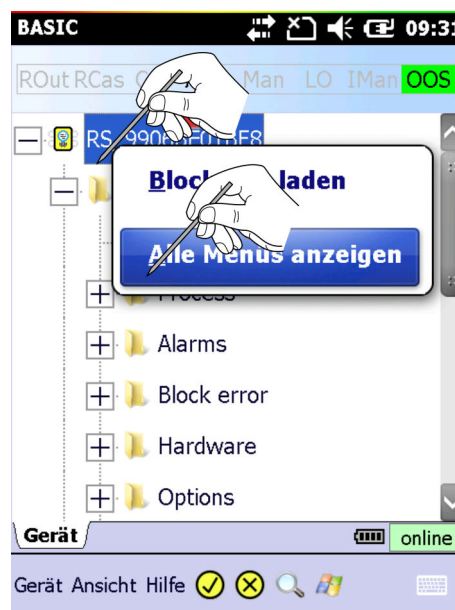 BASIC 09:31
ROut RCas Man LO IMan OOS
Alle Menus anzeigen
Process
Alarms
Block error
Hardware
Options
Gerät online
Gerät Ansicht Hilfe